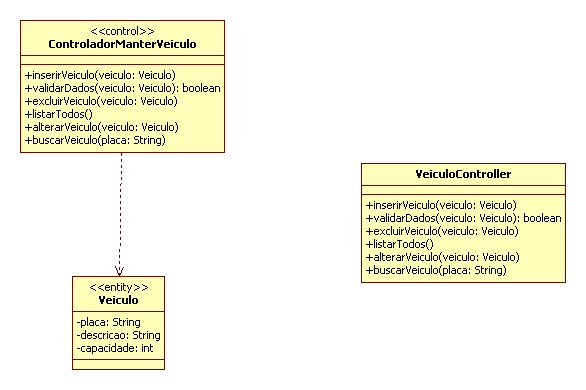 <<control>>
ControladorManterVeiculo
+inserirVeiculo(veiculo: Veiculo)
+validarDados(veiculo: Veiculo): boolean
+excluirVeiculo(veiculo: Veiculo)
+listarTodos()
+alterarVeiculo(veiculo: Veiculo)
+buscarVeiculo(placa: String)
VeiculoController
+inserirVeiculo(veiculo: Veiculo)
+validarDados(veiculo: Veiculo): boolean
+excluirVeiculo(veiculo: Veiculo)
+listarTodos()
+alterarVeiculo(veiculo: Veiculo)
+buscarVeiculo(placa: String)
<<entity>>
Veiculo
-placa: String
-descricao: String
-capacidade: int